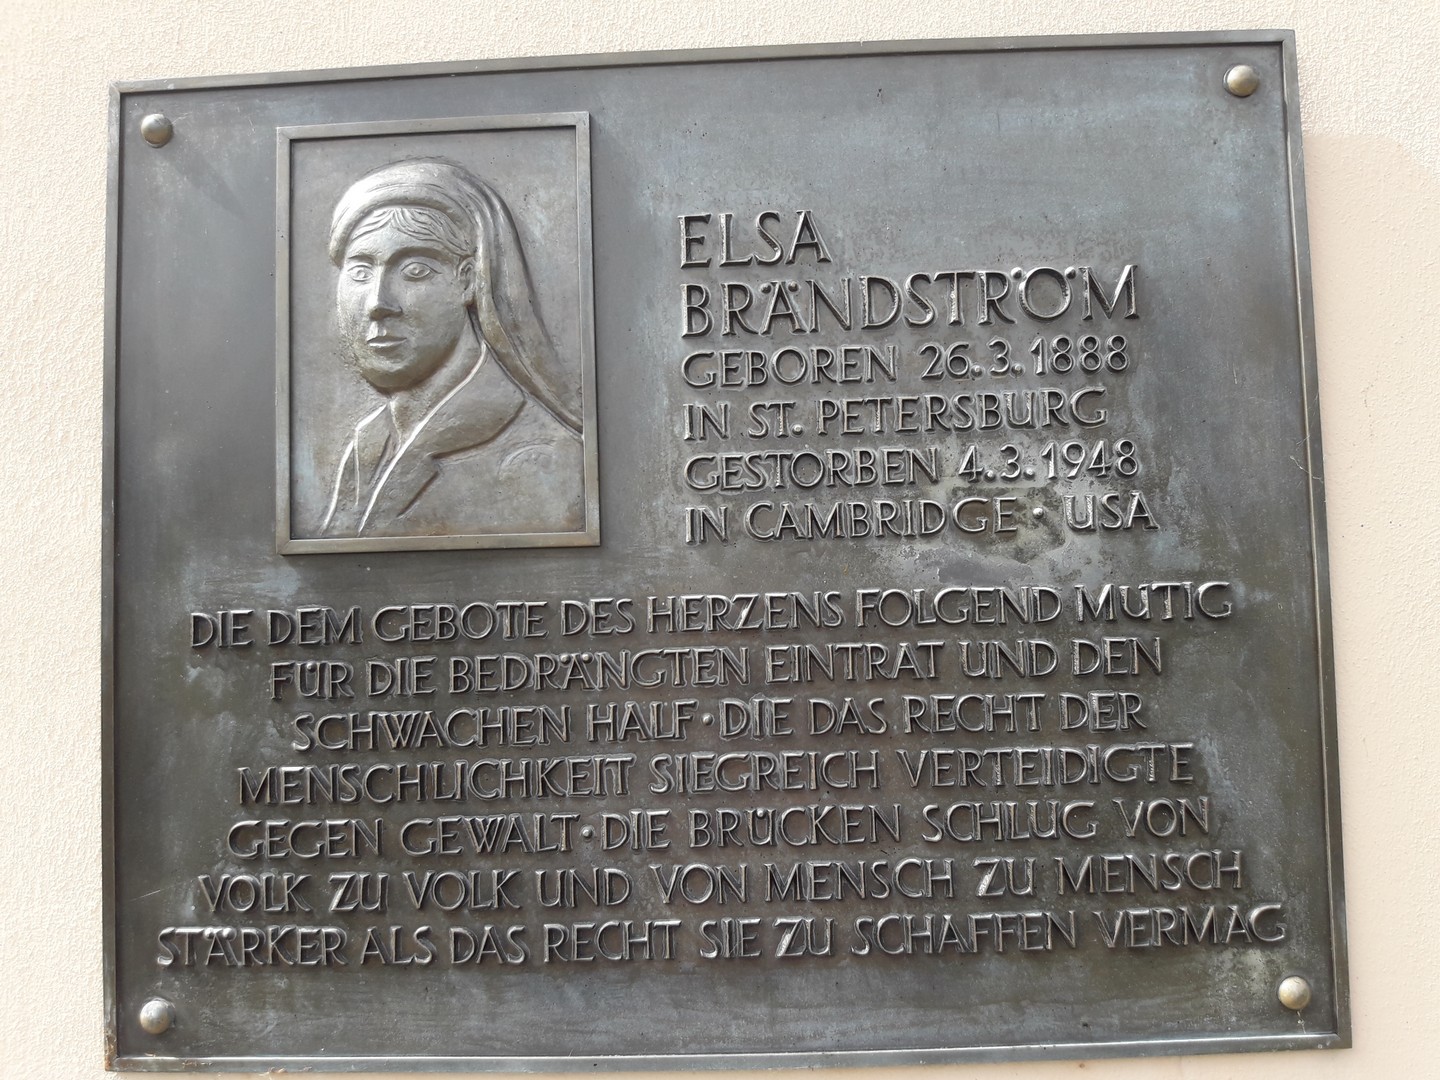 ELSA
BRÄNDSTRÖM
GEBOREN 26.3.1888
IN ST. PETERSBURG
GESTORBEN 4.3.1948
IN CAMBRIDGE · USA
DIE DEM GEBOTE DES HERZENS FOLGEND MUTIG
FÜR DIE BEDRÄNGTEN EINTRAT UND DEN
SCHWACHEN HALF · DIE DAS RECHT DER
MENSCHLICHKEIT SIEGREICH VERTEIDIGTE
GEGEN GEWALT · DIE BRÜCKEN SCHLUG VON
VOLK ZU VOLK UND VON MENSCH ZU MENSCH
STÄRKER ALS DAS RECHT SIE ZU SCHAFFEN VERMAG